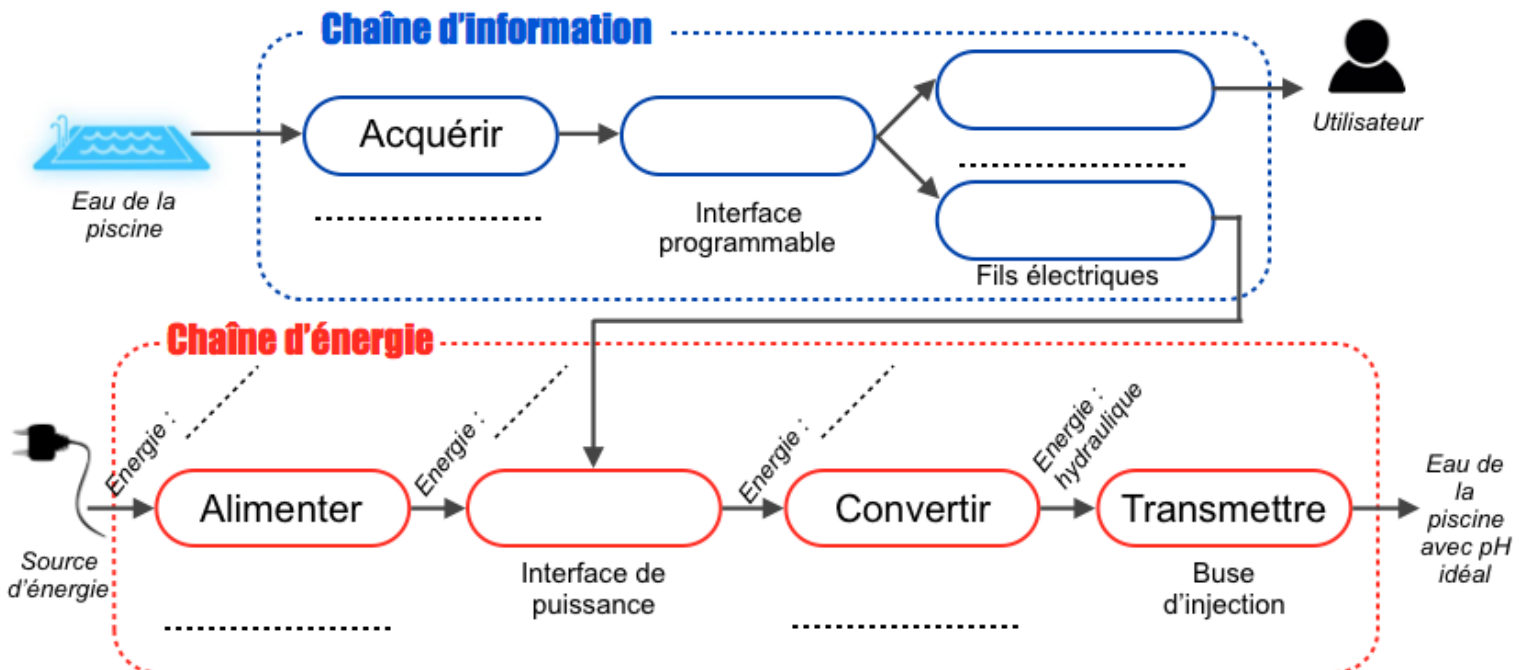 Chaîne d'information
Acquérir
Utilisateur
Eau de la
piscine
Interface
programmable
Fils électriques
Chaîne d'énergie
Energie :
Energie :
Energie :
Energie :
hydraulique
Alimenter
Convertir
Transmettre
Source
d'énergie
Interface de
puissance
Buse
d'injection
Eau de
la
piscine
avec pH
idéal